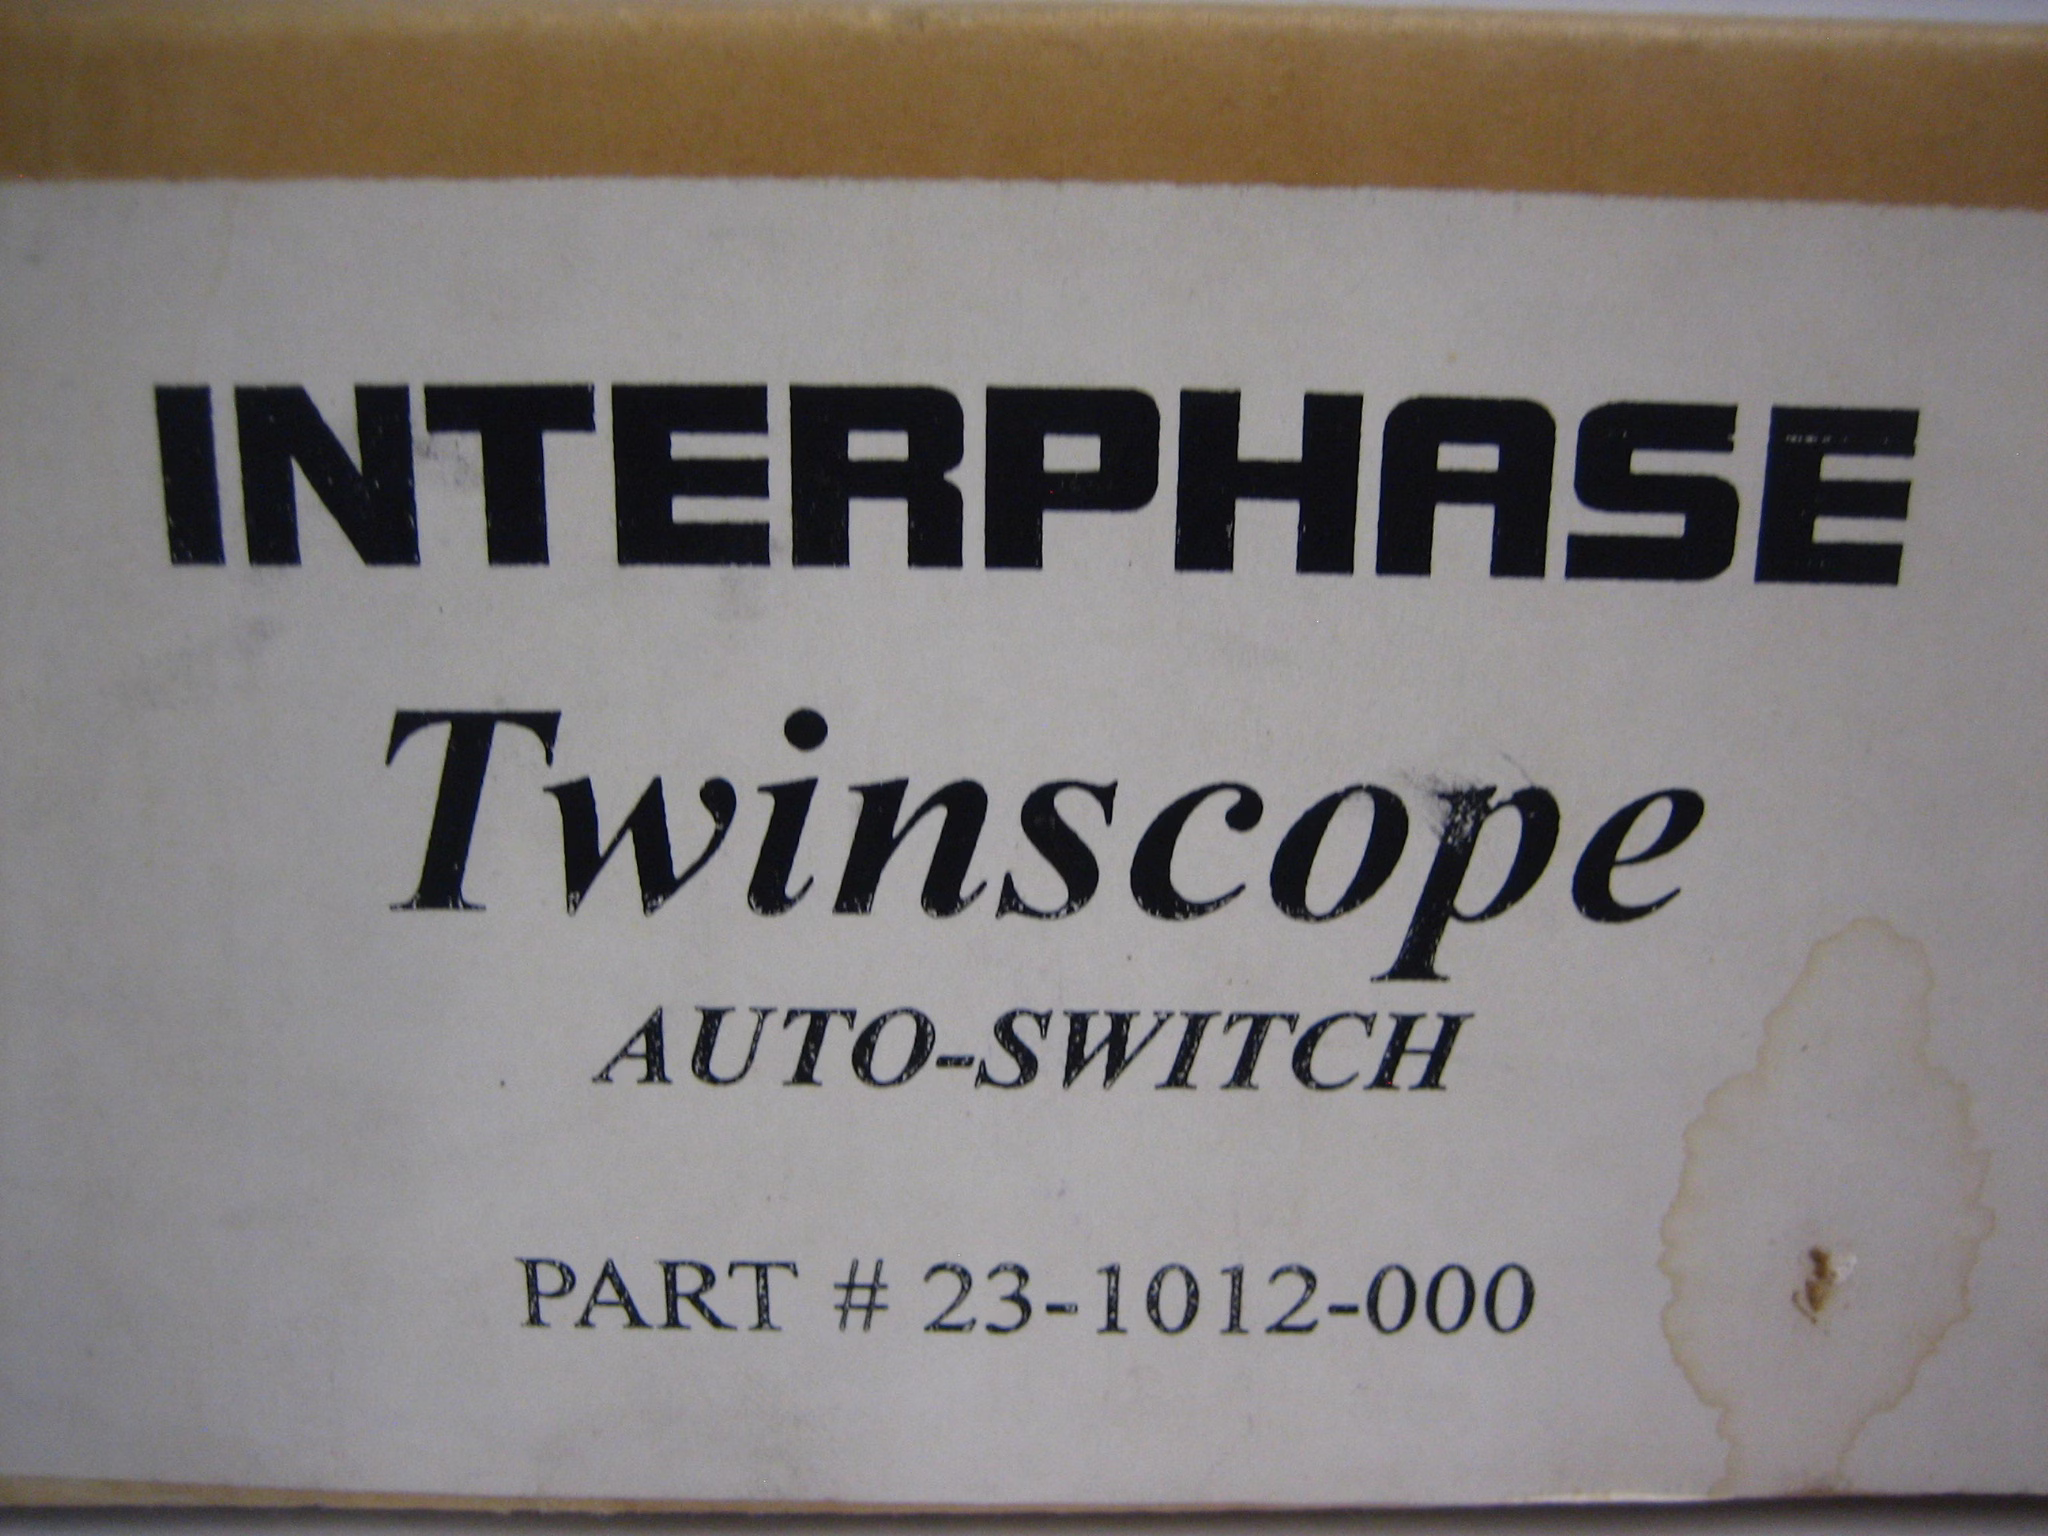 INTERPHASE
Twinscope
AUTO-SWITCH
PART # 23-1012-000